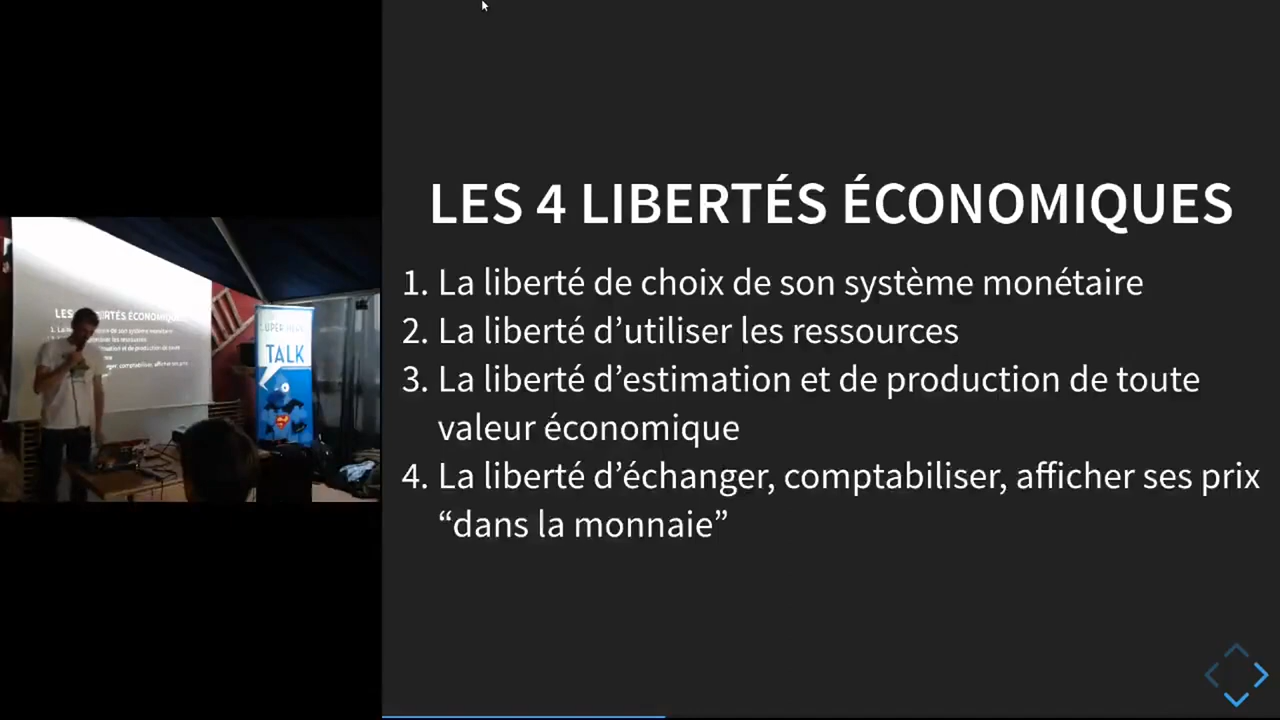 LES 4 LIBERTÉS ÉCONOMIQUES
1. La liberté de choix de son système monétaire
2. La liberté d’utiliser les ressources
3. La liberté d’estimation et de production de toute
valeur économique
4. La liberté d’échanger, comptabiliser, afficher ses prix
“dans la monnaie”
TALK